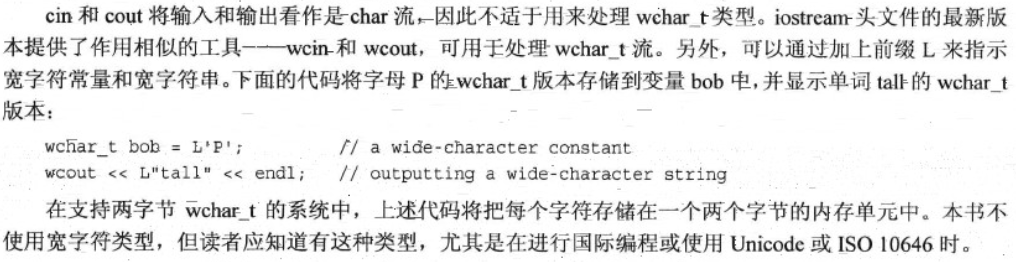 cin 和 cout 将输入和输出看作是 char 流，因此不适于用来处理 wchar_t 类型。iostream 头文件的最新版
本提供了作用相似的工具——wcin 和 wcout，可用于处理 wchar_t 流。另外，可以通过加上前缀 L 来指示
宽字符常量和宽字符串。下面的代码将字母 P 的 wchar_t 版本存储到变量 bob 中，并显示单词 tall 的 wchar_t
版本：
wchar_t bob = L'P'; // a wide-character constant
wcout << L"tall" << endl; // outputting a wide-character string
在支持两字节 wchar_t 的系统中，上述代码将把每个字符存储在一个两个字节的内存单元中。本书不
使用宽字符类型，但读者应知道有这种类型，尤其是在进行国际编程或使用 Unicode 或 ISO 10646 时。